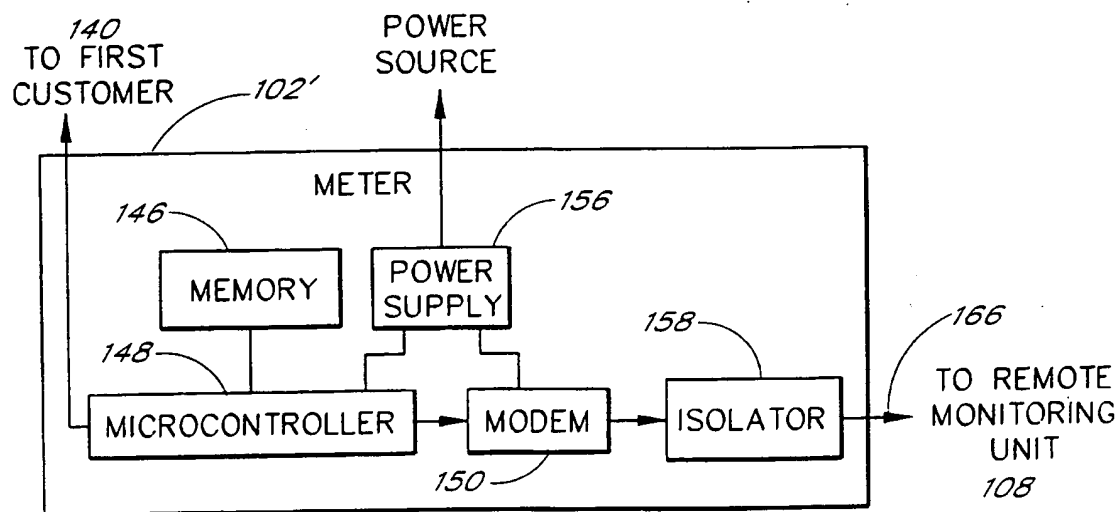 140
TO FIRST
CUSTOMER
102'
POWER
SOURCE
METER
146
MEMORY
156
POWER
SUPPLY
148
MICROCONTROLLER
MODEM
150
158
ISOLATOR
166
TO REMOTE
MONITORING
UNIT
108